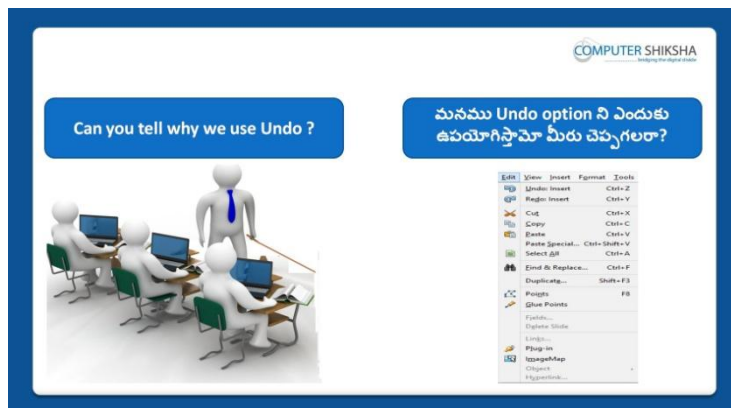 COMPUTER SHIKSHA
bridging the digital divide
Can you tell why we use Undo ?
మనము Undo option ని ఎందుకు
ఉపయోగిస్తామో మీరు చెప్పగలరా?
Edit View Insert Format Tools
Undo: Insert Ctrl+Z
Redo: Insert Ctrl+Y
Cut Ctrl+X
Copy Ctrl+C
Paste Ctrl+V
Paste Special... Ctrl+Shift+V
Select All Ctrl+A
Find & Replace... Ctrl+F
Duplicate... Shift+F3
Points F8
Glue Points
Fields...
Delete Slide
Links...
Plug-in
ImageMap
Object
Hyperlink...